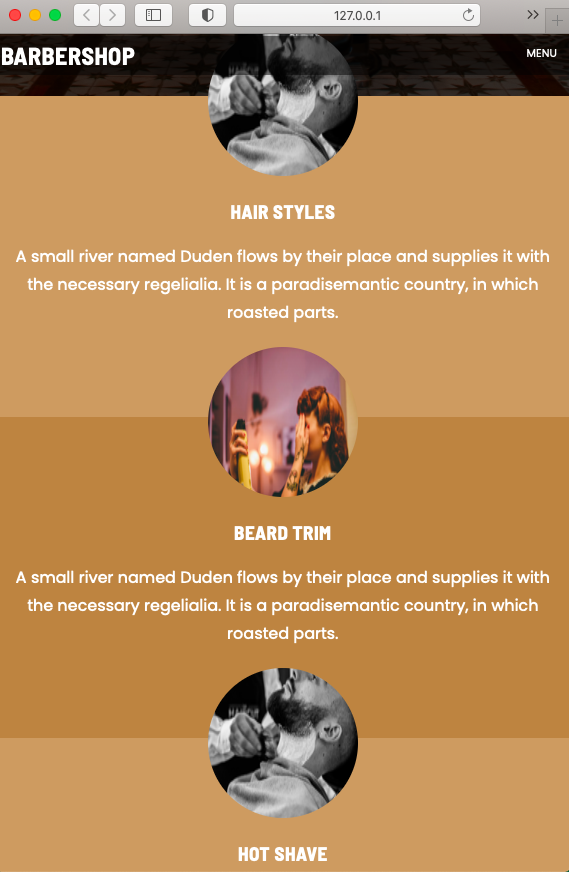 127.0.0.1
BARBERSHOP
MENU
HAIR STYLES
A small river named Duden flows by their place and supplies it with
the necessary regelialia. It is a paradisemantic country, in which
roasted parts.
BEARD TRIM
A small river named Duden flows by their place and supplies it with
the necessary regelialia. It is a paradisemantic country, in which
roasted parts.
HOT SHAVE